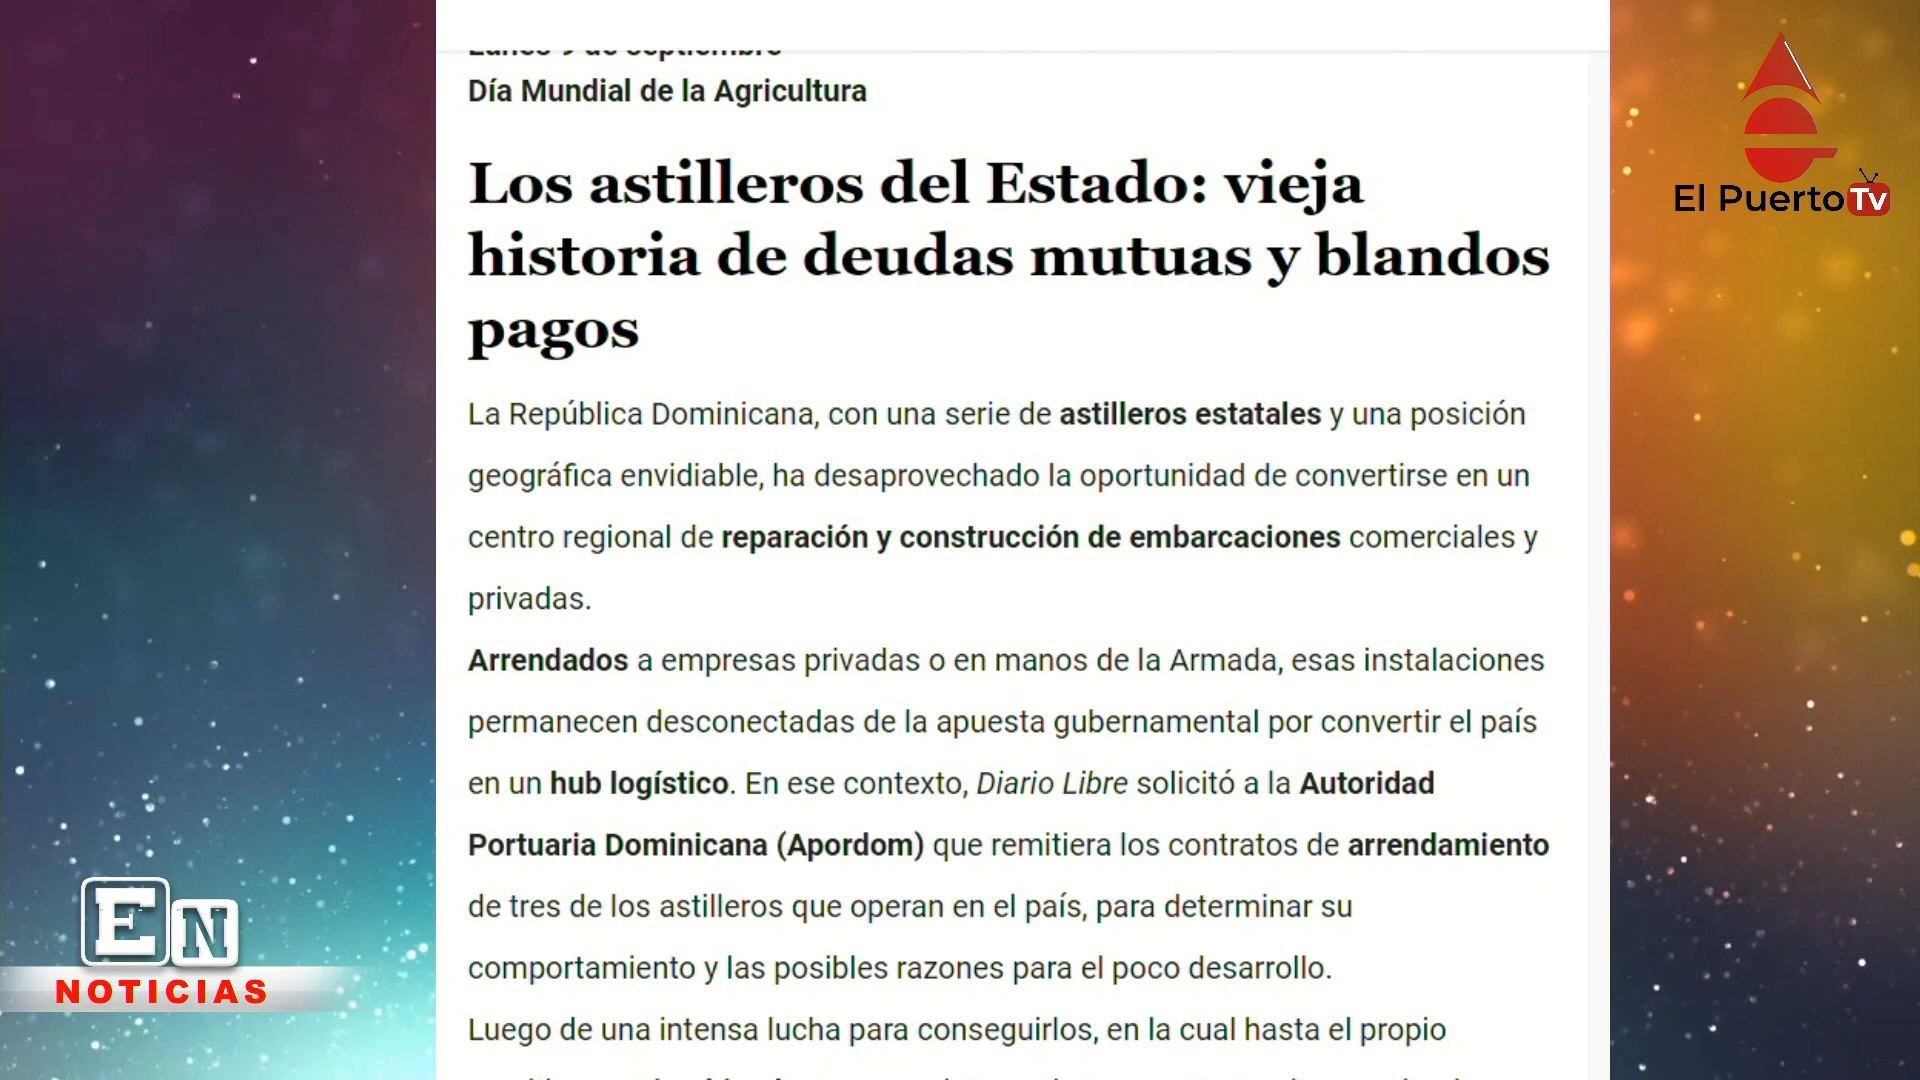 Lunes 9 de septiembre
Día Mundial de la Agricultura
Los astilleros del Estado: vieja
historia de deudas mutuas y blandos
pagos
La República Dominicana, con una serie de astilleros estatales y una posición
geográfica envidiable, ha desaprovechado la oportunidad de convertirse en un
centro regional de reparación y construcción de embarcaciones comerciales y
privadas.
Arrendados a empresas privadas o en manos de la Armada, esas instalaciones
permanecen desconectadas de la apuesta gubernamental por convertir el país
en un hub logístico. En ese contexto, Diario Libre solicitó a la Autoridad
Portuaria Dominicana (Apordom) que remitiera los contratos de arrendamiento
de tres de los astilleros que operan en el país, para determinar su
comportamiento y las posibles razones para el poco desarrollo.
Luego de una intensa lucha para conseguirlos, en la cual hasta el propio
El Puerto Tv
EN
NOTICIAS